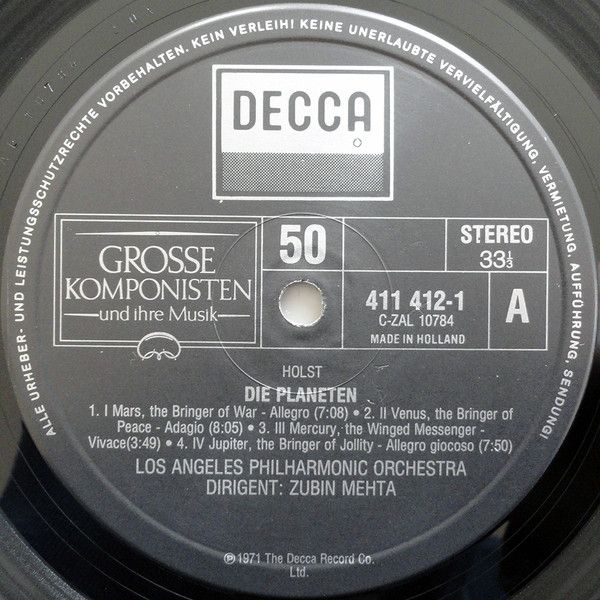 ALLE URHEBER- UND LEISTUNGSSCHUTZRECHTE VORBEHALTEN. KEIN VERLEIH! KEINE UNERLAUBTE VERVIELFÄLTIGUNG, VERMIETUNG, AUFFÜHRUNG, SENDUNG!
DECCA
GROSSE
KOMPONISTEN
und ihre Musik
50
STEREO
33⅓
411 412-1
C-ZAL 10784
MADE IN HOLLAND
A
HOLST
DIE PLANETEN
1. I Mars, the Bringer of War - Allegro (7:08) • 2. II Venus, the Bringer of
Peace - Adagio (8:05) • 3. III Mercury, the Winged Messenger -
Vivace(3:49) • 4. IV Jupiter, the Bringer of Jollity - Allegro giocoso (7:50)
LOS ANGELES PHILHARMONIC ORCHESTRA
DIRIGENT: ZUBIN MEHTA
℗1971 The Decca Record Co.
Ltd.